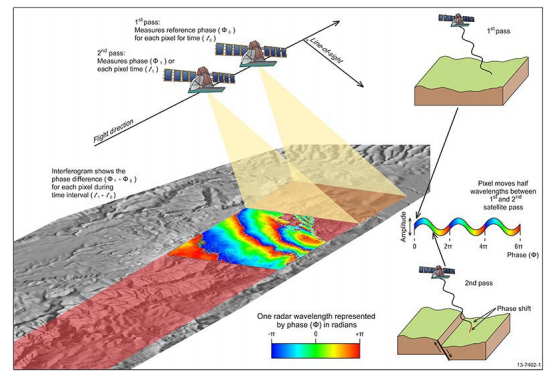 1st pass:
Measures reference phase (Φ₀)
for each pixel for time (t₀)
2nd pass:
Measures phase (Φ₁) or
each pixel time (t₁)
Line-of-sight
Flight direction
Interferogram shows the
phase difference (Φ₁ - Φ₀)
for each pixel during
time interval (t₁ - t₀)
One radar wavelength represented
by phase (Φ) in radians
-π 0 +π
1st pass
Pixel moves half
wavelengths between
1st and 2nd
satellite pass
Amplitude
0 2π 4π 6π
Phase (Φ)
2nd pass
Phase shift
13-7402-1